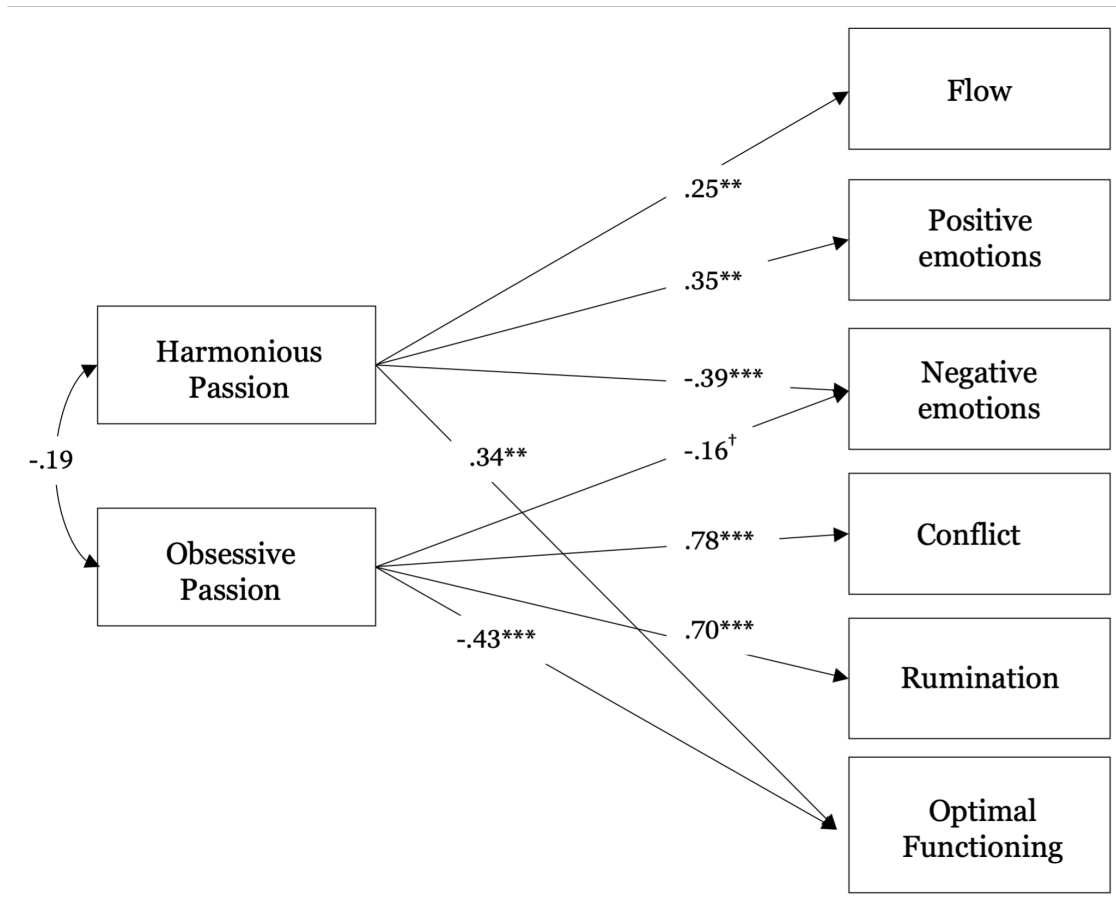 Flow
.25**
Positive
emotions
.35**
Harmonious
Passion
-.39***
Negative
emotions
-.16†
.34**
-.19
Obsessive
Passion
.78***
Conflict
.70***
-.43***
Rumination
Optimal
Functioning